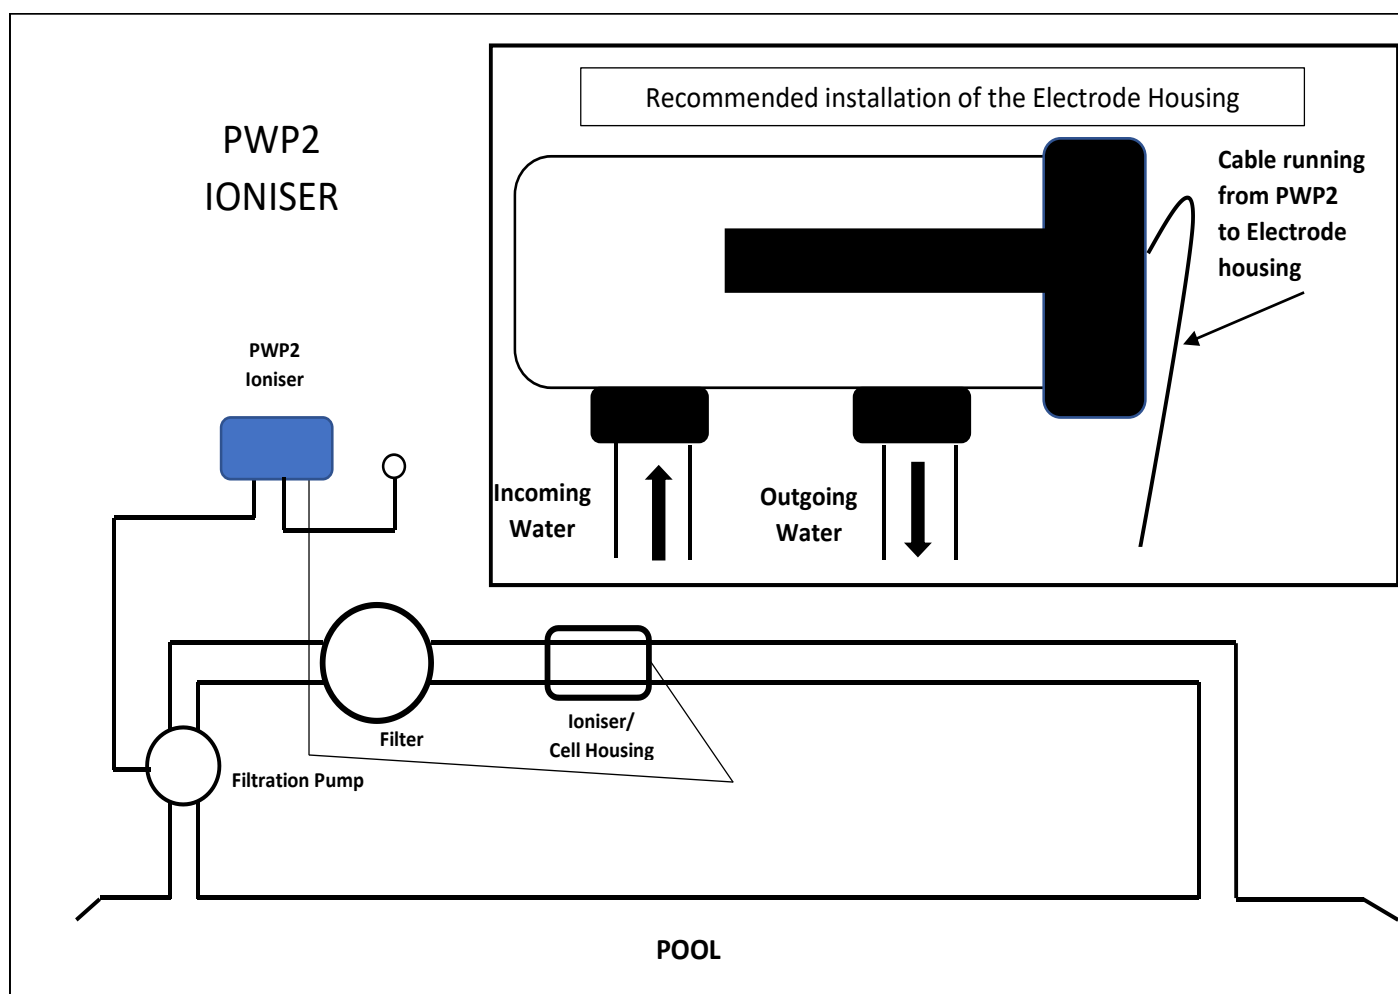 PWP2
IONISER
Recommended installation of the Electrode Housing
Cable running
from PWP2
to Electrode
housing
PWP2
Ioniser
Incoming
Water
Outgoing
Water
Filter
Ioniser/
Cell Housing
Filtration Pump
POOL